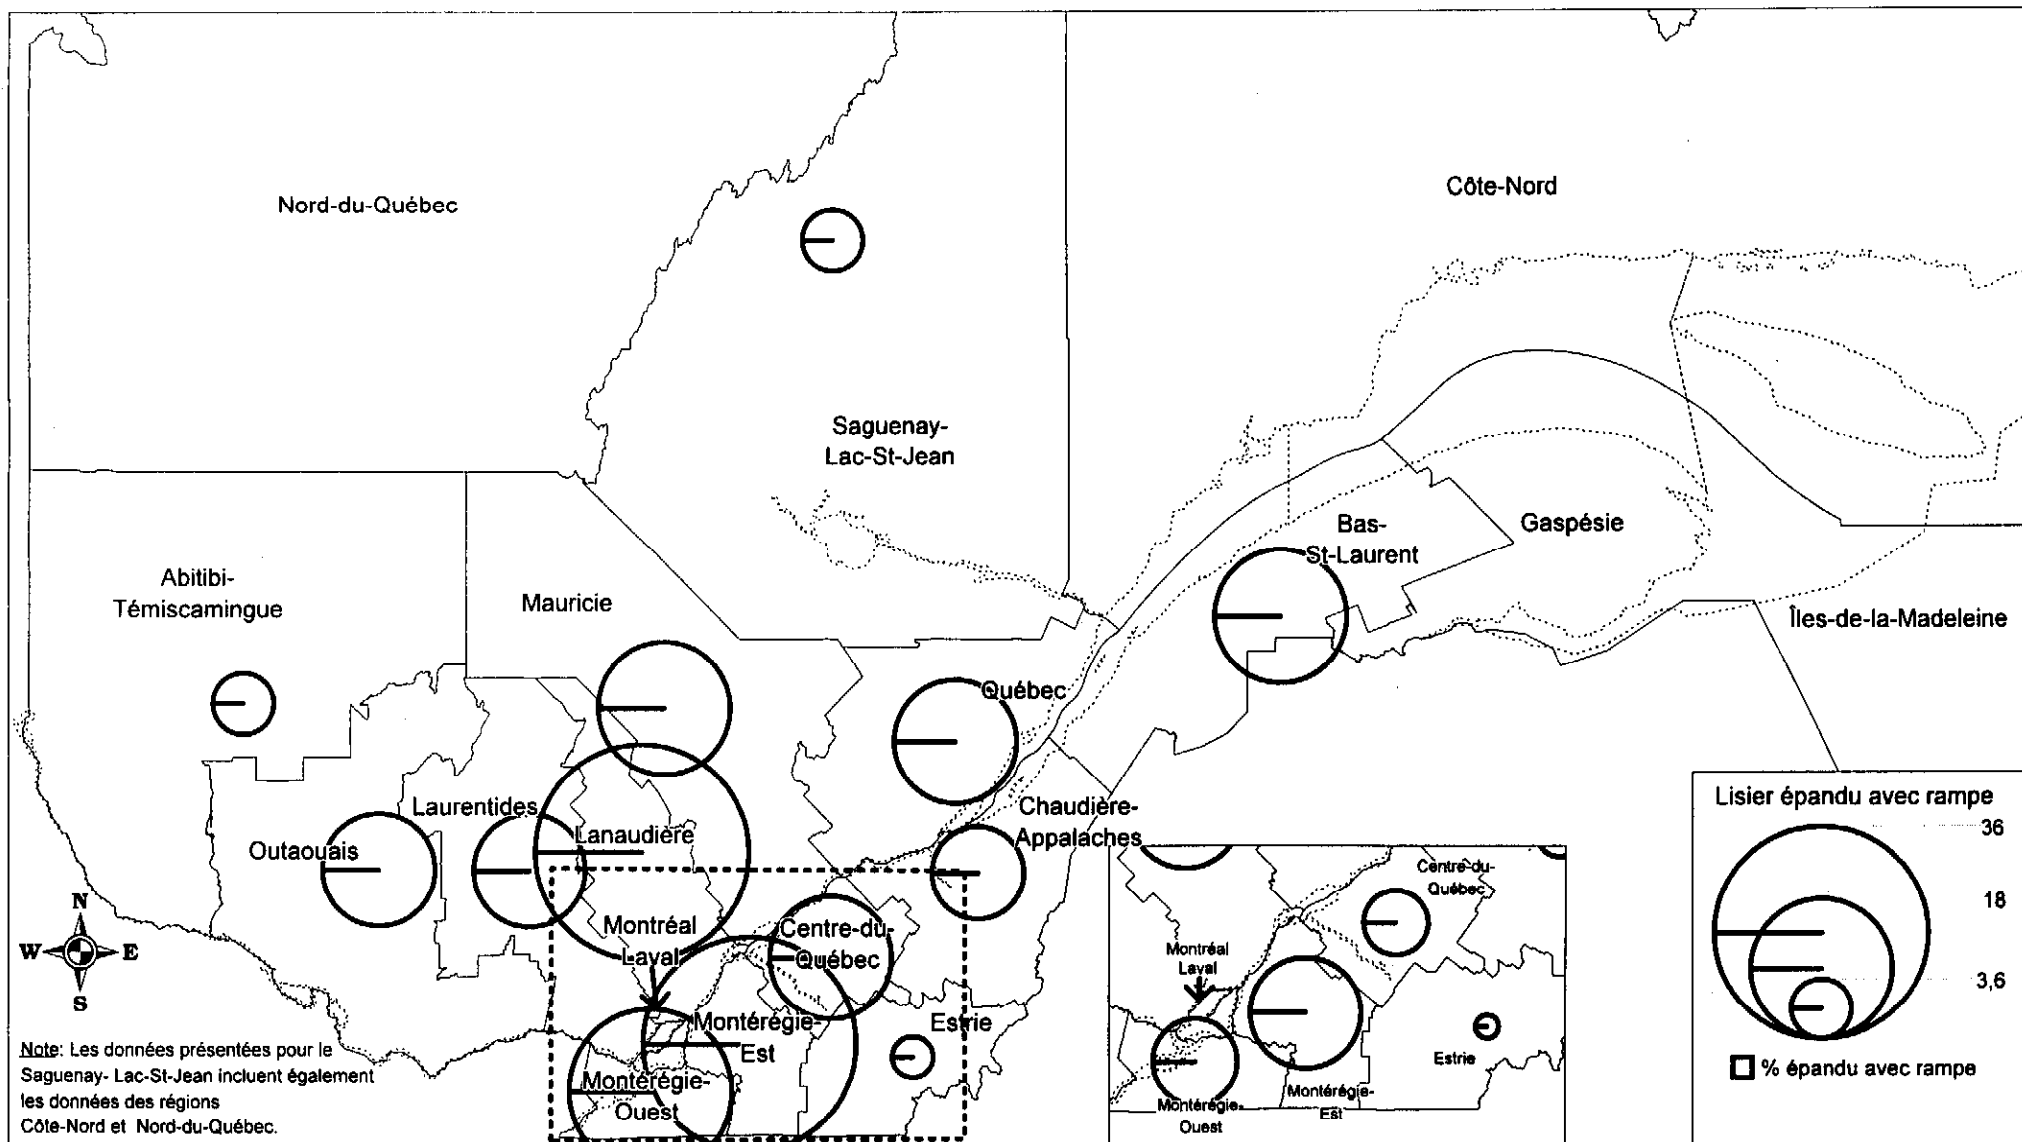 Nord-du-Québec
Côte-Nord
Saguenay-
Lac-St-Jean
Bas-
St-Laurent
Gaspésie
Îles-de-la-Madeleine
Abitibi-
Témiscamingue
Mauricie
Québec
Laurentides
Lanaudière
Outaouais
Chaudière-
Appalaches
Montréal
Laval
Centre-du-
Québec
Montérégie-
Est
Estrie
Montérégie-
Ouest
N
W
E
S
Note: Les données présentées pour le
Saguenay- Lac-St-Jean incluent également
les données des régions
Côte-Nord et Nord-du-Québec.
Centre-du-
Québec
Montréal
Laval
Estrie
Montérégie-
Est
Montérégie-
Ouest
Lisier épandu avec rampe
36
18
3,6
% épandu avec rampe